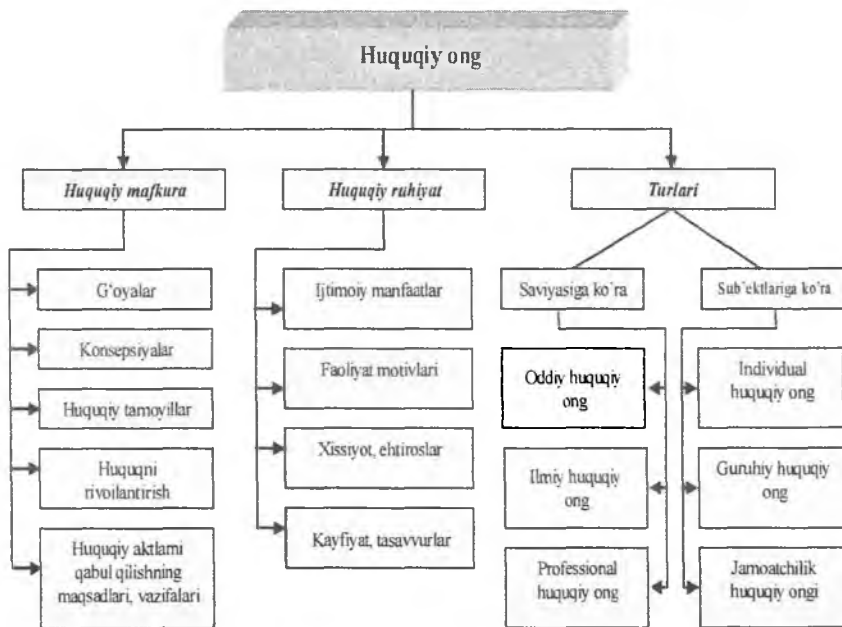 Huquqiy ong
Huquqiy mafkura
G‘oyalar
Konsepsiyalar
Huquqiy tamoyillar
Huquqni
rivoilantirish
Huquqiy aktlami
qabul qilishning
maqsadlari, vazifalari
Huquqiy ruhiyat
Ijtimoiy manfaatlar
Faoliyat motivlari
Xissiyot, ehtiroslar
Kayfiyat, tasavvurlar
Turlari
Saviyasiga ko'ra
Oddiy huquqiy
ong
Ilmiy huquqiy
ong
Professional
huquqiy ong
Sub'ektlariga ko'ra
Individual
huquqiy ong
Guruhiy huquqiy
ong
Jamoatchilik
huquqiy ongi